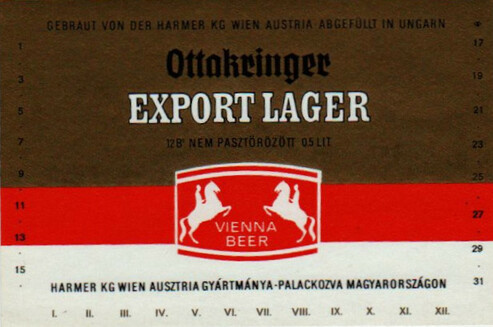 GEBRAUT VON DER HARMER KG WIEN, AUSTRIA-ABGEFÜLLT IN UNGARN
Ottakringer
EXPORT LAGER
12B° NEM PASZTÖRÖZÖTT 0.5 LIT
VIENNA
BEER
HARMER KG WIEN AUSZTRIA GYÁRTMÁNYA-PALACKOZVA MAGYARORSZÁGON
I. II. III. IV. V. VI. VII. VIII. IX. X. XI. XII.
1
3
5
7
9
11
13
15
17
19
21
23
25
27
29
31